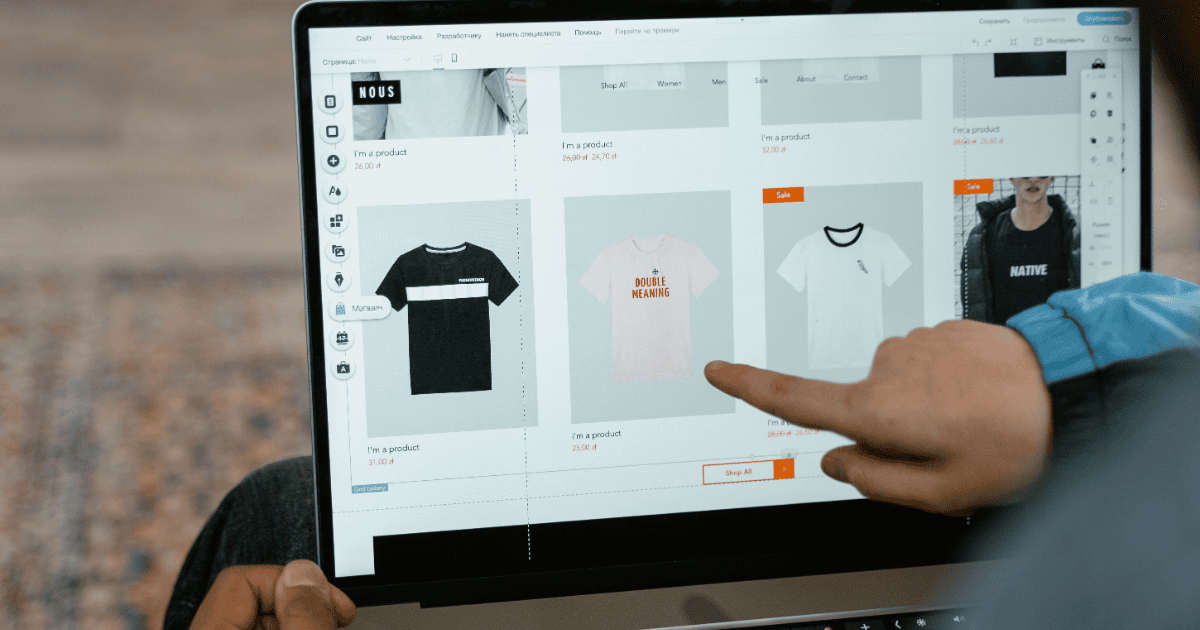 Сайт Настройка Разработчику Нанять специалиста Помощь Перейти на премиум Сохранить Предпросмотр Опубликовать
Страница: Home Инструменты Поиск
NOUS
Shop All Women Men Sale About Contact
I'm a product
26,00 zł
I'm a product
26,00 zł 24,70 zł
I'm a product
32,00 zł
I'm a product
Магазин
DOUBLE
MEANING
Sale
Sale
NATIVE
I'm a product
31,00 zł
I'm a product
25,00 zł
I'm a
Shop All
Grid Gallery